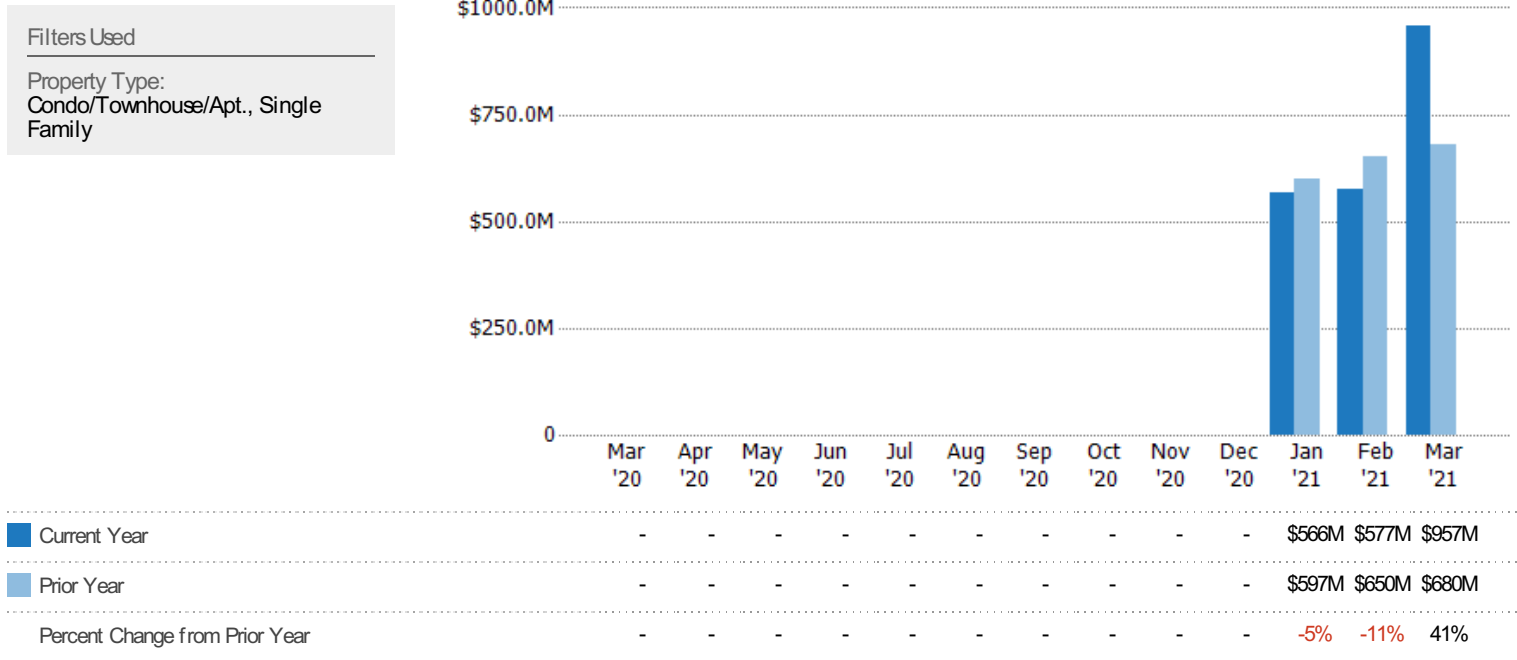 Filters Used
Property Type:
Condo/Townhouse/Apt., Single
Family
$1000.0M
$750.0M
$500.0M
$250.0M
0
Mar Apr May Jun Jul Aug Sep Oct Nov Dec Jan Feb Mar
'20 '20 '20 '20 '20 '20 '20 '20 '20 '20 '21 '21 '21
Current Year - - - - - - - - - - $566M $577M $957M
Prior Year - - - - - - - - - - $597M $650M $680M
Percent Change from Prior Year - - - - - - - - - - -5% -11% 41%